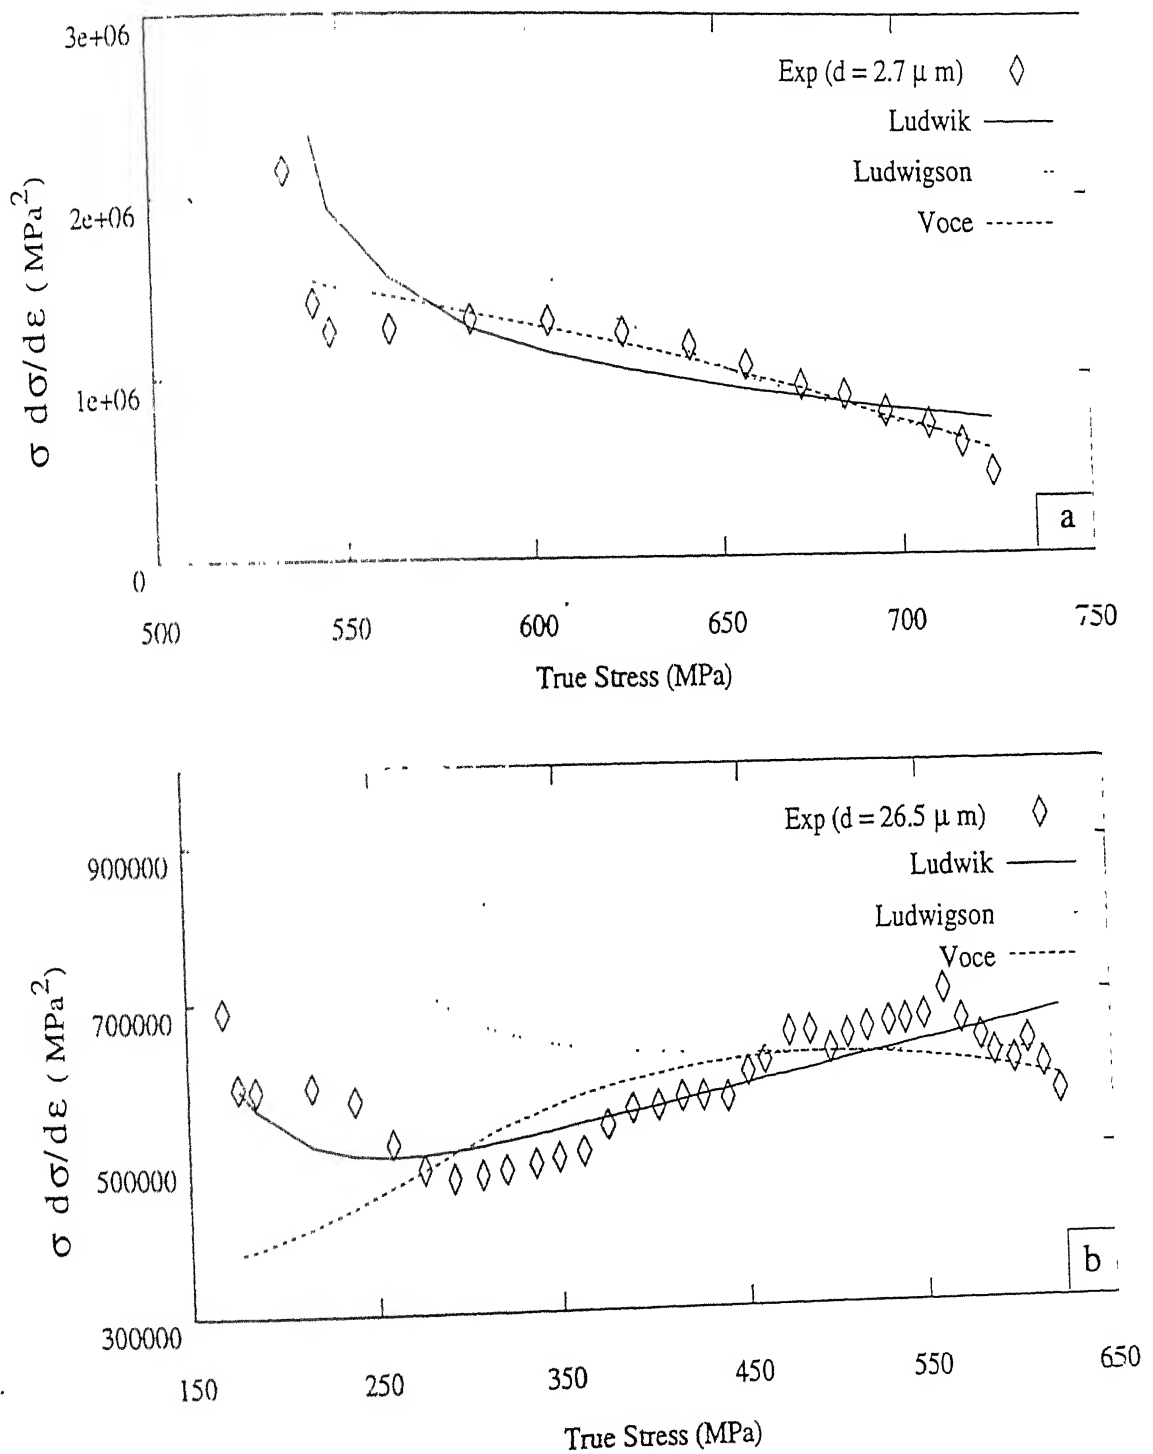 3e+06
Exp (d = 2.7 μ m)
Ludwik
Ludwigson
Voce
2e+06
1e+06
0
σ dσ/dε ( MPa²)
a
500 550 600 650 700 750
True Stress (MPa)
Exp (d = 26.5 μ m)
Ludwik
Ludwigson
Voce
900000
700000
500000
300000
σ dσ/dε ( MPa²)
b
150 250 350 450 550 650
True Stress (MPa)